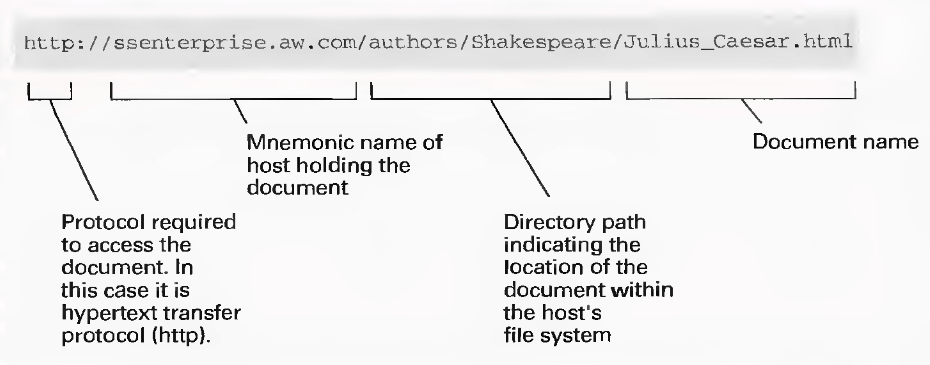 http://ssenterprise.aw.com/authors/Shakespeare/Julius_Caesar.html
Mnemonic name of
host holding the
document
Document name
Protocol required
to access the
document. In
this case it is
hypertext transfer
protocol (http).
Directory path
indicating the
location of the
document within
the host's
file system